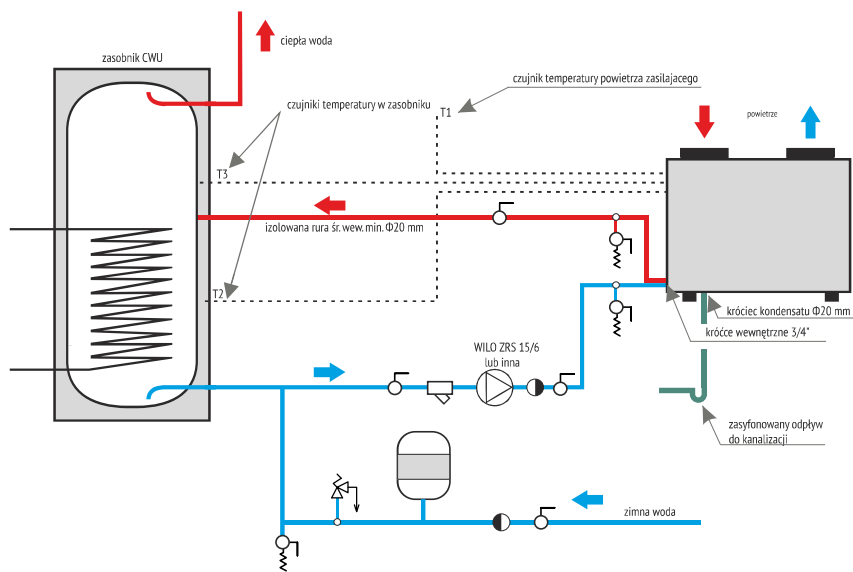 zasobnik CWU
ciepła woda
czujnik temperatury powietrza zasilajacego
czujniki temperatury w zasobniku
T1
powietrze
T3
izolowana rura śr. wew. min. Φ20 mm
T2
króciec kondensatu Φ20 mm
króćce wewnętrzne 3/4"
WILO ZRS 15/6
lub inna
zasyfonowany odpływ
do kanalizacji
zimna woda